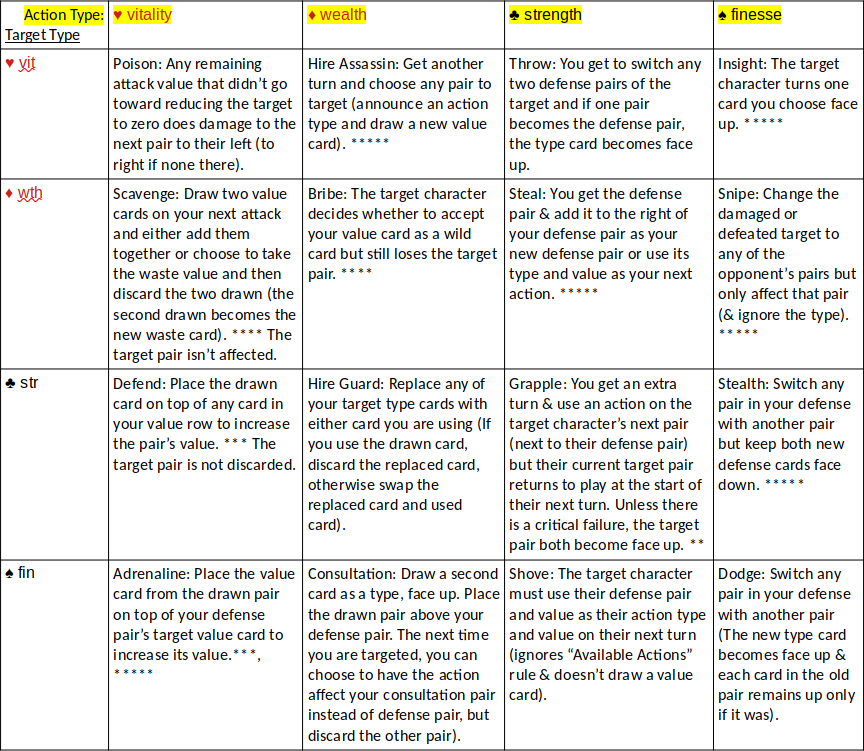 Action Type:
Target Type
♥ vitality
♦ wealth
♣ strength
♠ finesse
♥ vit
Poison: Any remaining
attack value that didn’t go
toward reducing the target
to zero does damage to the
next pair to their left (to
right if none there).
Hire Assassin: Get another
turn and choose any pair to
target (announce an action
type and draw a new value
card). *****
Throw: You get to switch any
two defense pairs of the
target and if one pair
becomes the defense pair,
the type card becomes face
up.
Insight: The target
character turns one
card you choose face
up. *****
♦ wth
Scavenge: Draw two value
cards on your next attack
and either add them
together or choose to take
the waste value and then
discard the two drawn (the
second drawn becomes the
new waste card). **** The
target pair isn’t affected.
Bribe: The target character
decides whether to accept
your value card as a wild
card but still loses the target
pair. ****
Steal: You get the defense
pair & add it to the right of
your defense pair as your
new defense pair or use its
type and value as your next
action. *****
Snipe: Change the
damaged or
defeated target to
any of the
opponent’s pairs but
only affect that pair
(& ignore the type).
*****
♣ str
Defend: Place the drawn
card on top of any card in
your value row to increase
the pair’s value. *** The
target pair is not discarded.
Hire Guard: Replace any of
your target type cards with
either card you are using (If
you use the drawn card,
discard the replaced card,
otherwise swap the
replaced card and used
card).
Grapple: You get an extra
turn & use an action on the
target character’s next pair
(next to their defense pair)
but their current target pair
returns to play at the start of
their next turn. Unless there
is a critical failure, the target
pair both become face up. **
Stealth: Switch any
pair in your defense
with another pair
but keep both new
defense cards face
down. *****
♠ fin
Adrenaline: Place the value
card from the drawn pair
on top of your defense
pair’s target value card to
increase its value.***,
*****
Consultation: Draw a second
card as a type, face up. Place
the drawn pair above your
defense pair. The next time
you are targeted, you can
choose to have the action
affect your consultation pair
instead of defense pair, but
discard the other pair).
Shove: The target character
must use their defense pair
and value as their action type
and value on their next turn
(ignores “Available Actions”
rule & doesn’t draw a value
card).
Dodge: Switch any
pair in your defense
with another pair
(The new type card
becomes face up &
each card in the old
pair remains up only
if it was).